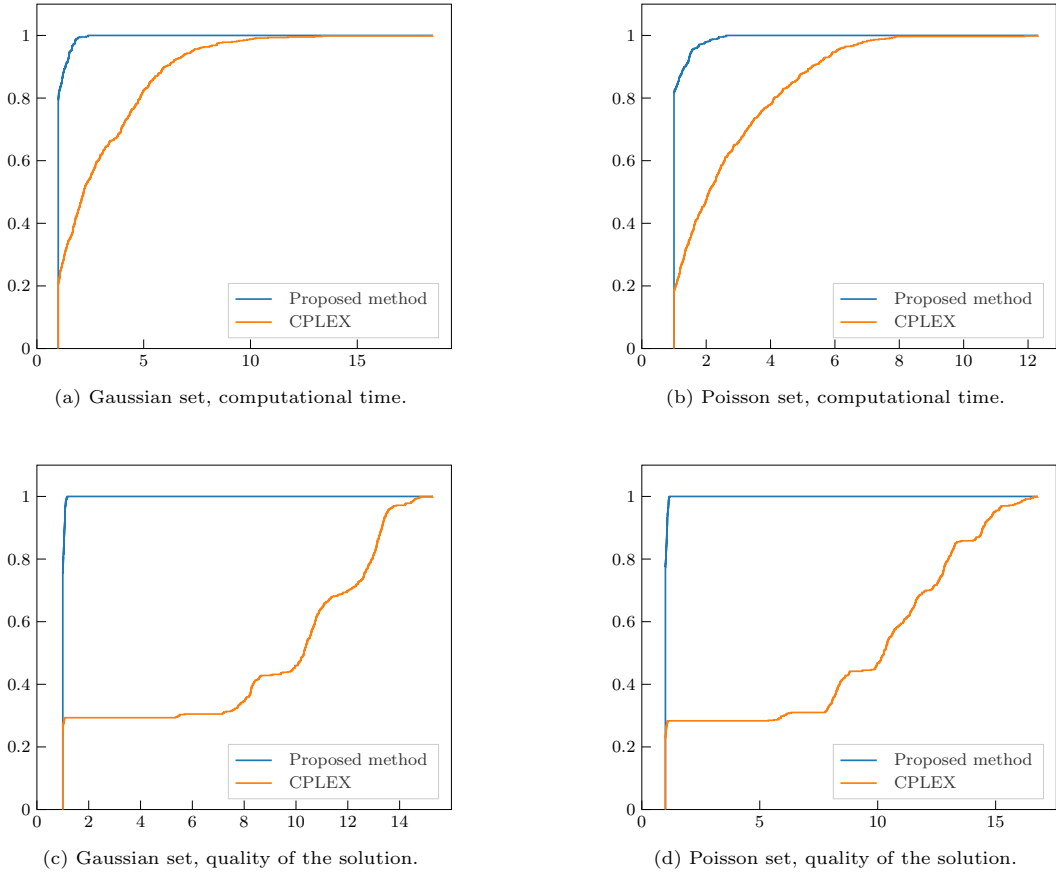 1
0.8
0.6
0.4
0.2
0
0 5 10 15
Proposed method
CPLEX
(a) Gaussian set, computational time.
1
0.8
0.6
0.4
0.2
0
0 2 4 6 8 10 12
Proposed method
CPLEX
(b) Poisson set, computational time.
1
0.8
0.6
0.4
0.2
0
0 2 4 6 8 10 12 14
Proposed method
CPLEX
(c) Gaussian set, quality of the solution.
1
0.8
0.6
0.4
0.2
0
0 5 10 15
Proposed method
CPLEX
(d) Poisson set, quality of the solution.